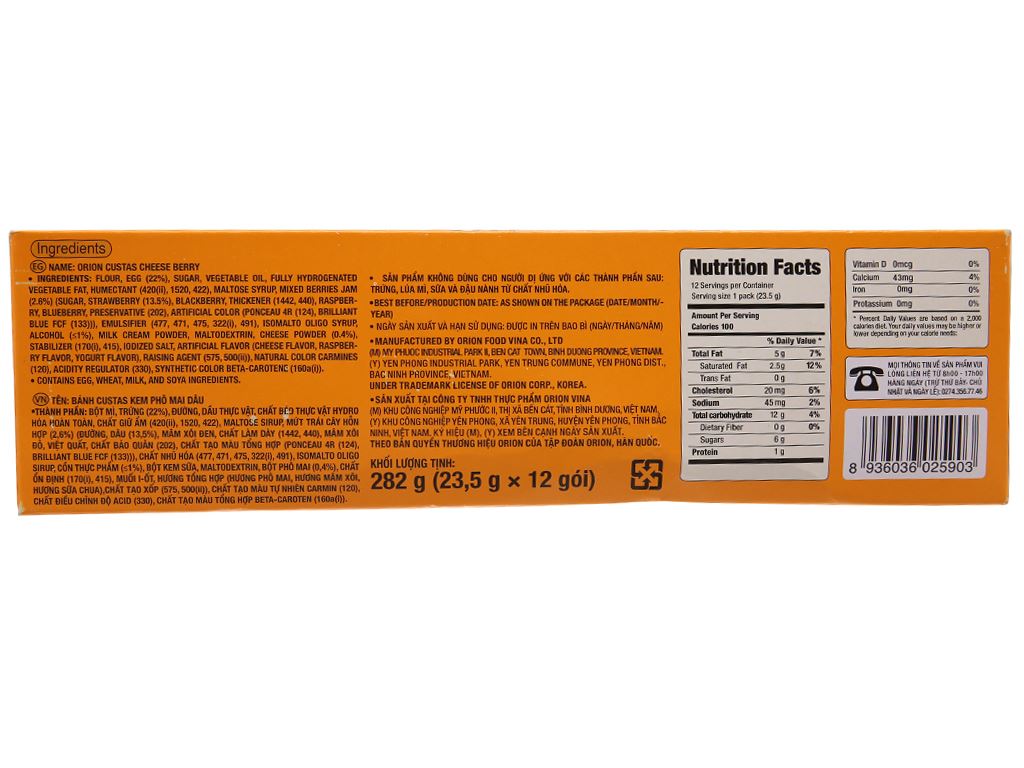 Ingredients
EG NAME: ORION CUSTAS CHEESE BERRY
• INGREDIENTS: FLOUR, EGG (22%), SUGAR, VEGETABLE OIL, FULLY HYDROGENATED
VEGETABLE FAT, HUMECTANT (420(ii), 1520, 422), MALTOSE SYRUP, MIXED BERRIES JAM
(2.6%) (SUGAR, STRAWBERRY (13.5%), BLACKBERRY, THICKENER (1442, 440), RASPBER-
RY, BLUEBERRY, PRESERVATIVE (202), ARTIFICIAL COLOR (PONCEAU 4R (124), BRILLIANT
BLUE FCF (133))), EMULSIFIER (477, 471, 475, 322(i), 491), ISOMALTO OLIGO SYRUP,
ALCOHOL (≤1%), MILK CREAM POWDER, MALTODEXTRIN, CHEESE POWDER (0.4%),
STABILIZER (170(i), 415), IODIZED SALT, ARTIFICIAL FLAVOR (CHEESE FLAVOR, RASPBER-
RY FLAVOR, YOGURT FLAVOR), RAISING AGENT (575, 500(ii)), NATURAL COLOR CARMINES
(120), ACIDITY REGULATOR (330), SYNTHETIC COLOR BETA-CAROTENE (160a(i)).
• CONTAINS EGG, WHEAT, MILK, AND SOYA INGREDIENTS.
VN TÊN: BÁNH CUSTAS KEM PHÔ MAI DÂU
•THÀNH PHẦN: BỘT MÌ, TRỨNG (22%), ĐƯỜNG, DẦU THỰC VẬT, CHẤT BÉO THỰC VẬT HYDRO
HÓA HOÀN TOÀN, CHẤT GIỮ ẨM (420(ii), 1520, 422), MALTOSE SIRUP, MỨT TRÁI CÂY HỖN
HỢP (2,6%) (ĐƯỜNG, DÂU (13,5%), MÂM XÔI ĐEN, CHẤT LÀM DÀY (1442, 440), MÂM XÔI
ĐỎ, VIỆT QUẤT, CHẤT BẢO QUẢN (202), CHẤT TẠO MÀU TỔNG HỢP (PONCEAU 4R (124),
BRILLIANT BLUE FCF (133))), CHẤT NHŨ HÓA (477, 471, 475, 322(i), 491), ISOMALTO OLIGO
SIRUP, CỒN THỰC PHẨM (≤1%), BỘT KEM SỮA, MALTODEXTRIN, BỘT PHÔ MAI (0,4%), CHẤT
ỔN ĐỊNH (170(i), 415), MUỐI I-ỐT, HƯƠNG TỔNG HỢP (HƯƠNG PHÔ MAI, HƯƠNG MÂM XÔI,
HƯƠNG SỮA CHUA),CHẤT TẠO XỐP (575, 500(ii)), CHẤT TẠO MÀU TỰ NHIÊN CARMIN (120),
CHẤT ĐIỀU CHỈNH ĐỘ ACID (330), CHẤT TẠO MÀU TỔNG HỢP BETA-CAROTEN (160a(i)).
• SẢN PHẨM KHÔNG DÙNG CHO NGƯỜI DỊ ỨNG VỚI CÁC THÀNH PHẦN SAU:
TRỨNG, LÚA MÌ, SỮA VÀ ĐẬU NÀNH TỪ CHẤT NHŨ HÓA.
•BEST BEFORE/PRODUCTION DATE: AS SHOWN ON THE PACKAGE (DATE/MONTH/-
YEAR)
• NGÀY SẢN XUẤT VÀ HẠN SỬ DỤNG: ĐƯỢC IN TRÊN BAO BÌ (NGÀY/THÁNG/NĂM)
•MANUFACTURED BY ORION FOOD VINA CO., LTD
(M) MY PHUOC INDUSTRIAL PARK II, BEN CAT TOWN, BINH DUONG PROVINCE, VIETNAM.
(Y) YEN PHONG INDUSTRIAL PARK, YEN TRUNG COMMUNE, YEN PHONG DIST.,
BAC NINH PROVINCE, VIETNAM.
UNDER TRADEMARK LICENSE OF ORION CORP., KOREA.
•SẢN XUẤT TẠI CÔNG TY TNHH THỰC PHẨM ORION VINA
(M) KHU CÔNG NGHIỆP MỸ PHƯỚC II, THỊ XÃ BẾN CÁT, TỈNH BÌNH DƯƠNG, VIỆT NAM.
(Y) KHU CÔNG NGHIỆP YÊN PHONG, XÃ YÊN TRUNG, HUYỆN YÊN PHONG, TỈNH BẮC
NINH, VIỆT NAM. KÝ HIỆU (M), (Y) XEM BÊN CẠNH NGÀY SẢN XUẤT.
THEO BẢN QUYỀN THƯƠNG HIỆU ORION CỦA TẬP ĐOÀN ORION, HÀN QUỐC.
KHỐI LƯỢNG TỊNH:
282 g (23,5 g × 12 gói)
Nutrition Facts
12 Servings per Container
Serving size 1 pack (23.5 g)
Amount Per Serving
Calories 100
% Daily Value *
Total Fat 5 g 7%
Saturated Fat 2.5g 12%
Trans Fat 0 g
Cholesterol 20 mg 6%
Sodium 45 mg 2%
Total carbohydrate 12 g 4%
Dietary Fiber 0 g 0%
Sugars 6 g
Protein 1 g
Vitamin D 0mcg 0%
Calcium 43mg 4%
Iron 0mg 0%
Protassium 0mg 0%
* Percent Daily Values are based on a 2,000
calories diet. Your daily values may be higher or
lower depending on your calorie needs:
MỌI THÔNG TIN VỀ SẢN PHẨM VUI
LÒNG LIÊN HỆ TỪ 8h00 - 17h00
HÀNG NGÀY (TRỪ THỨ BẢY- CHỦ
NHẬT VÀ NGÀY LỄ): 0274.356.77.46
8 936036 025903